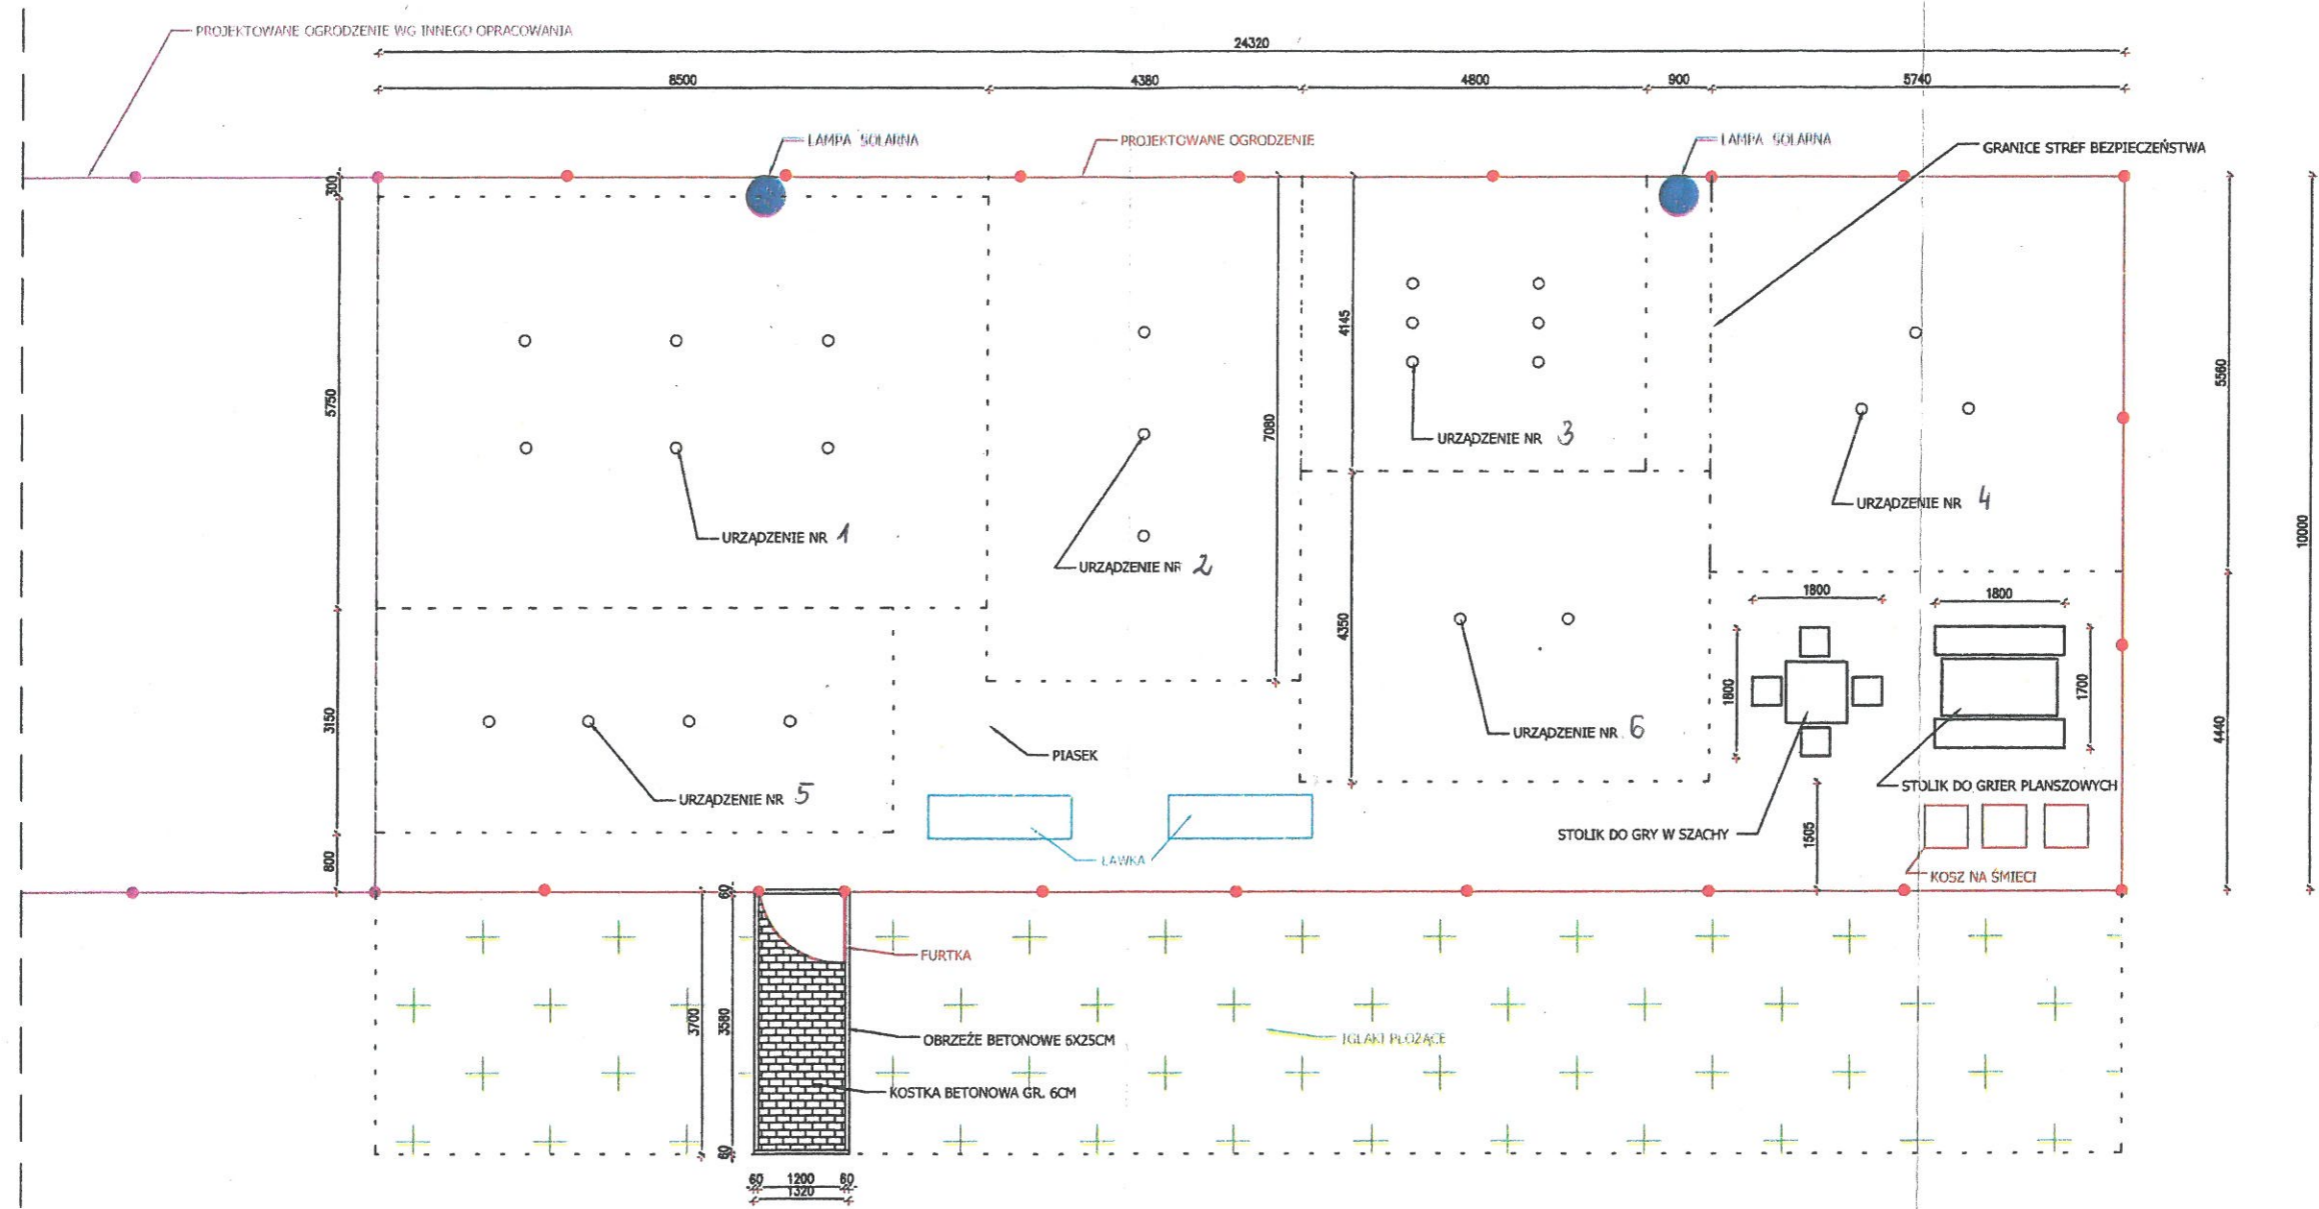 PROJEKTOWANE OGRODZENIE WG INNEGO OPRACOWANIA
24320
8500
4380
4800
900
5740
LAMPA SOLARNA
PROJEKTOWANE OGRODZENIE
LAMPA SOLARNA
GRANICE STREF BEZPIECZEŃSTWA
300
5750
3150
800
7080
4145
4350
5560
4440
10000
URZĄDZENIE NR 3
URZĄDZENIE NR 4
URZĄDZENIE NR 1
URZĄDZENIE NR 2
1800
1800
1800
1700
URZĄDZENIE NR 6
PIASEK
URZĄDZENIE NR 5
STOLIK DO GRIER PLANSZOWYCH
STOLIK DO GRY W SZACHY
1505
ŁAWKA
KOSZ NA ŚMIECI
60
FURTKA
3700
3580
OBRZEŻE BETONOWE 6X25CM
IGLAKI PŁOŻĄCE
KOSTKA BETONOWA GR. 6CM
60
60 1200 60
1320